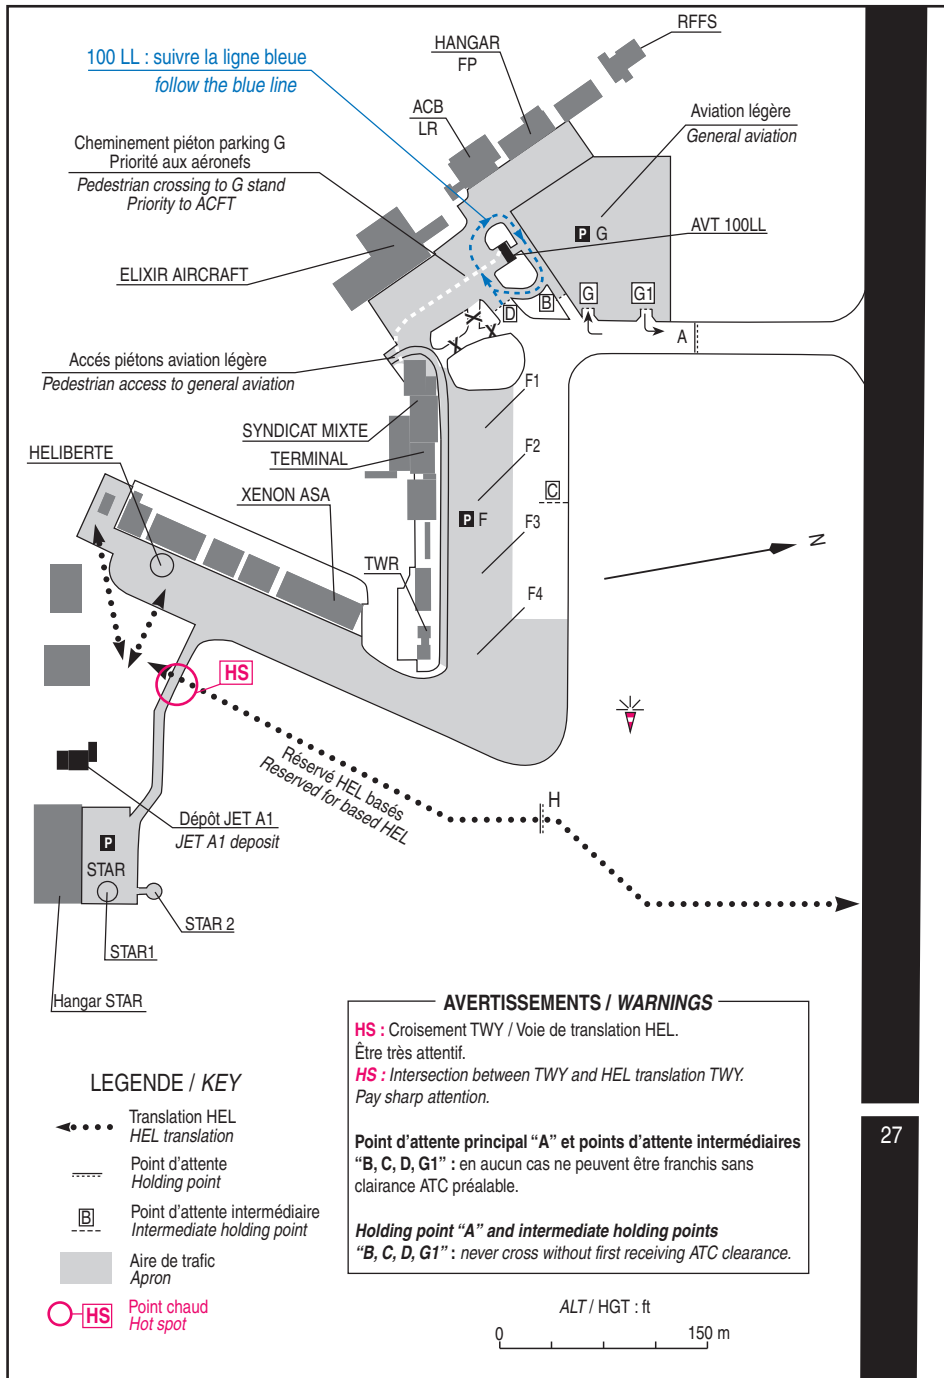 RFFS
HANGAR
FP
100 LL : suivre la ligne bleue
follow the blue line
ACB
LR
Aviation légère
General aviation
Cheminement piéton parking G
Priorité aux aéronefs
Pedestrian crossing to G stand
Priority to ACFT
P G
AVT 100LL
ELIXIR AIRCRAFT
G
G1
B
D
A
X
X
X
Accés piétons aviation légère
Pedestrian access to general aviation
F1
SYNDICAT MIXTE
TERMINAL
F2
HELIBERTE
XENON ASA
C
P F
F3
N
TWR
F4
HS
Réservé HEL basés
Reserved for based HEL
H
Dépôt JET A1
JET A1 deposit
P
STAR
STAR 2
STAR1
Hangar STAR
AVERTISSEMENTS / WARNINGS
HS : Croisement TWY / Voie de translation HEL.
Être très attentif.
HS : Intersection between TWY and HEL translation TWY.
Pay sharp attention.
Point d'attente principal “A” et points d'attente intermédiaires
“B, C, D, G1” : en aucun cas ne peuvent être franchis sans
clairance ATC préalable.
Holding point “A” and intermediate holding points
“B, C, D, G1” : never cross without first receiving ATC clearance.
27
LEGENDE / KEY
Translation HEL
HEL translation
Point d'attente
Holding point
B
Point d'attente intermédiaire
Intermediate holding point
Aire de trafic
Apron
HS
Point chaud
Hot spot
ALT / HGT : ft
0
150 m